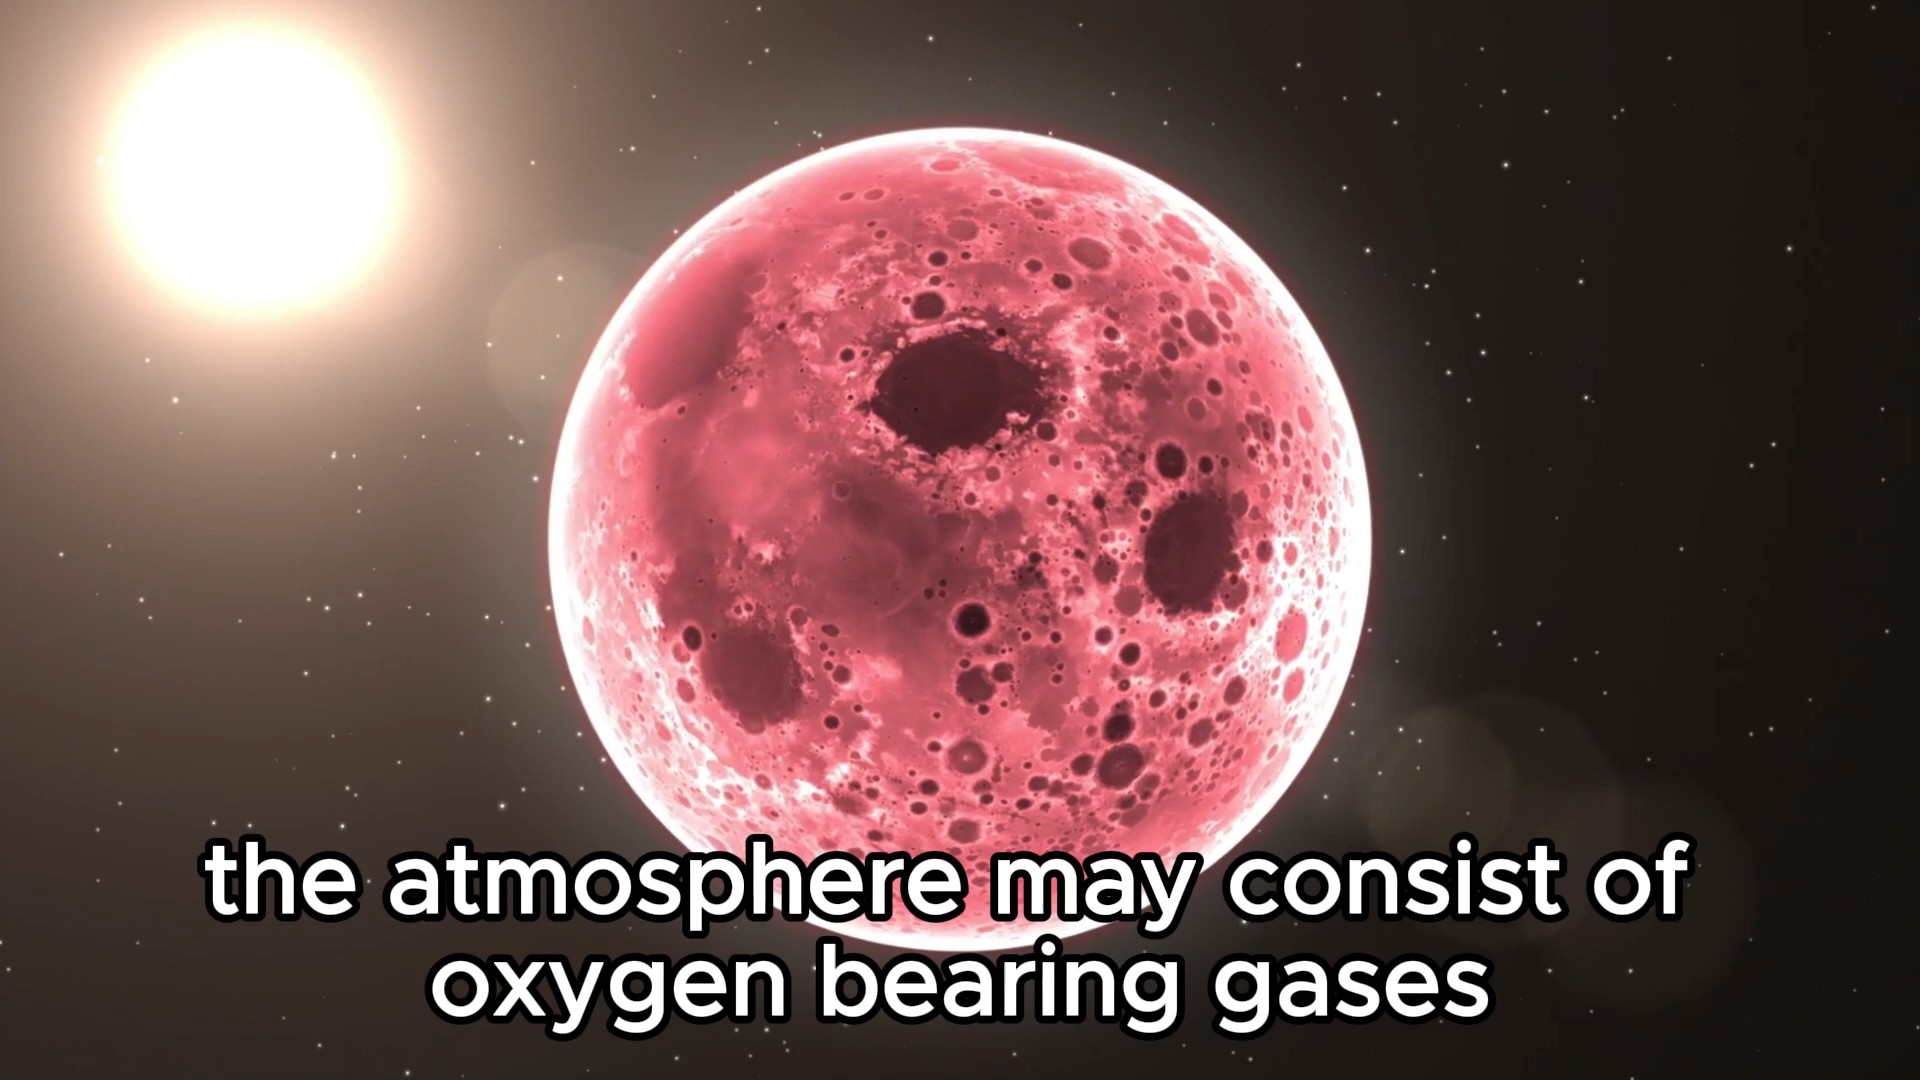 the atmosphere may consist of
oxygen bearing gases